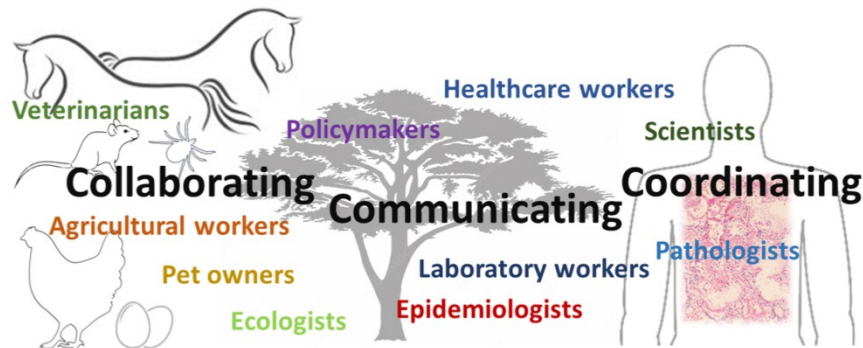 Healthcare workers
Veterinarians
Policymakers
Scientists
Collaborating
Communicating
Coordinating
Agricultural workers
Pathologists
Pet owners
Laboratory workers
Ecologists
Epidemiologists